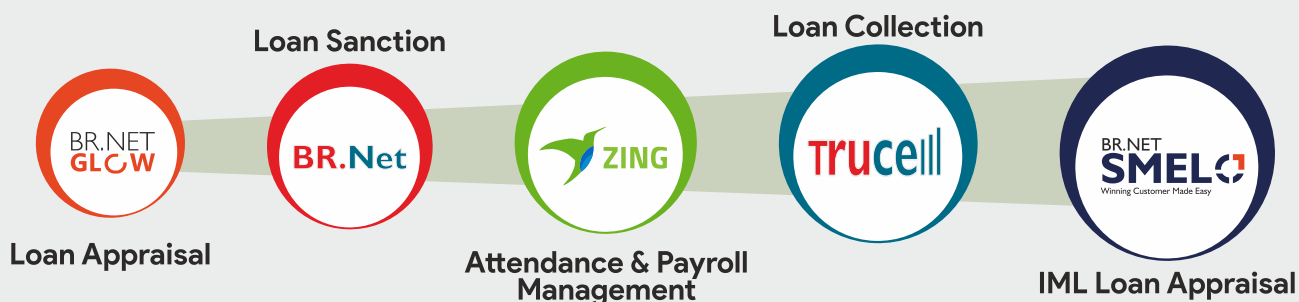 Loan Appraisal
BR.NET
GLOW
Loan Sanction
BR.Net
ZING
Attendance & Payroll
Management
Loan Collection
Trucell
BR.NET
SMELO
Winning Customer Made Easy
IML Loan Appraisal